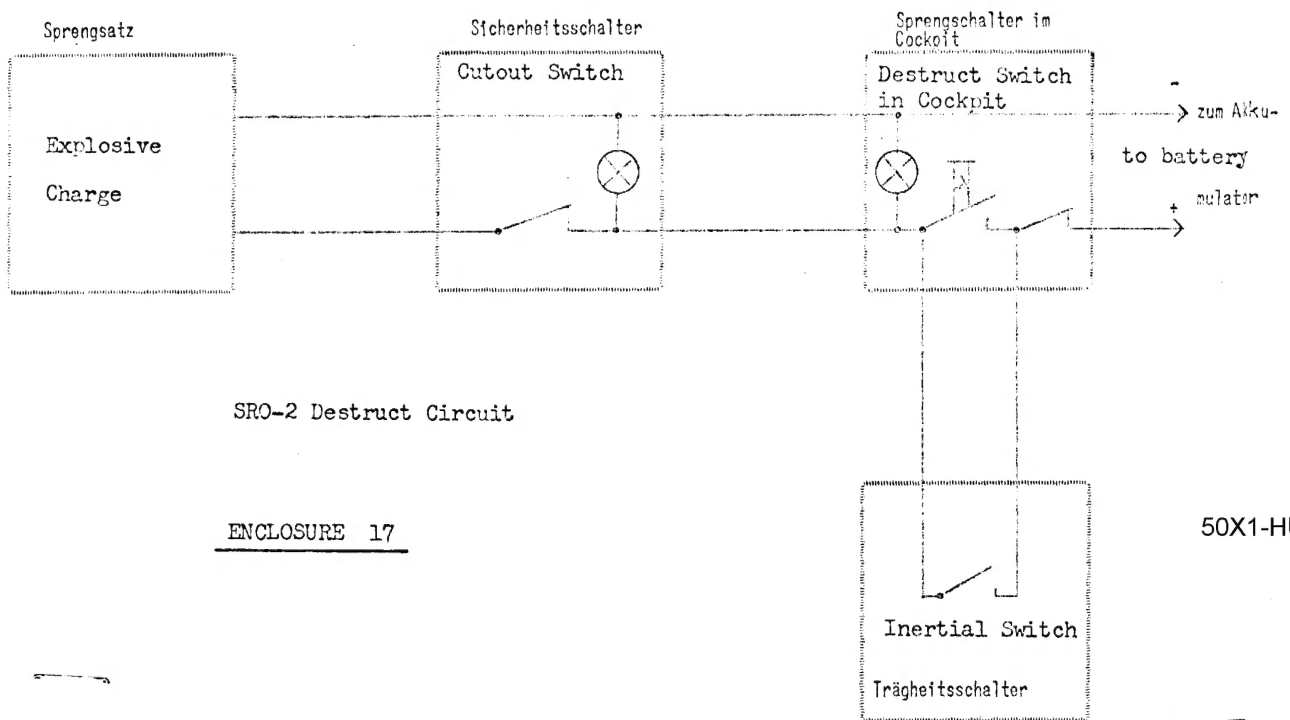 Sprengsatz
Explosive
Charge
Sicherheitsschalter
Cutout Switch
Sprengschalter im
Cockpit
Destruct Switch
in Cockpit
-
zum Akku-
to battery
+
mulator
SRO-2 Destruct Circuit
ENCLOSURE 17
50X1-HU
Inertial Switch
Trägheitsschalter